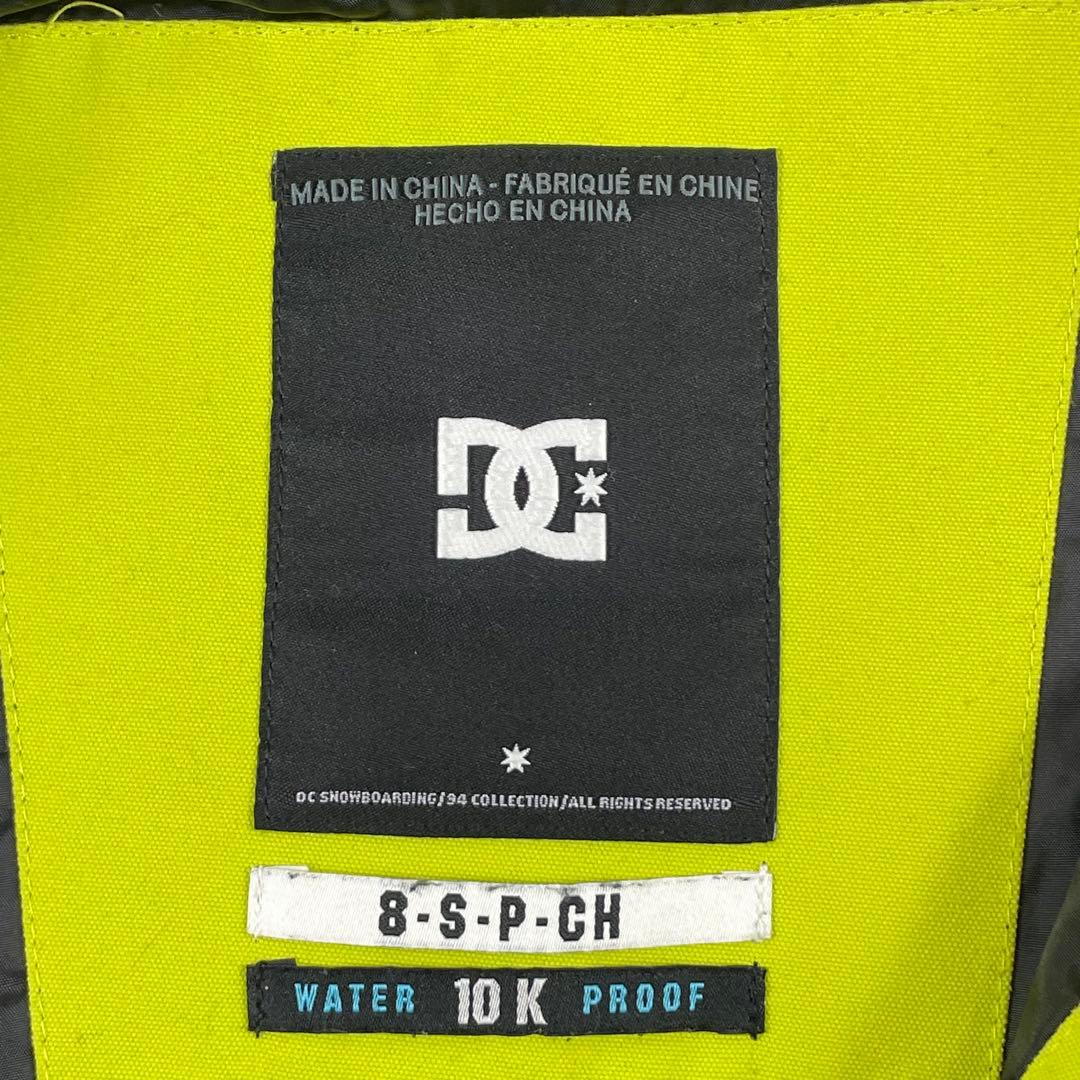 MADE IN CHINA - FABRIQUÉ EN CHINE
HECHO EN CHINA
DC
DC SNOWBOARDING/94 COLLECTION/ALL RIGHTS RESERVED
8-S-P-CH
WATER 10 K PROOF